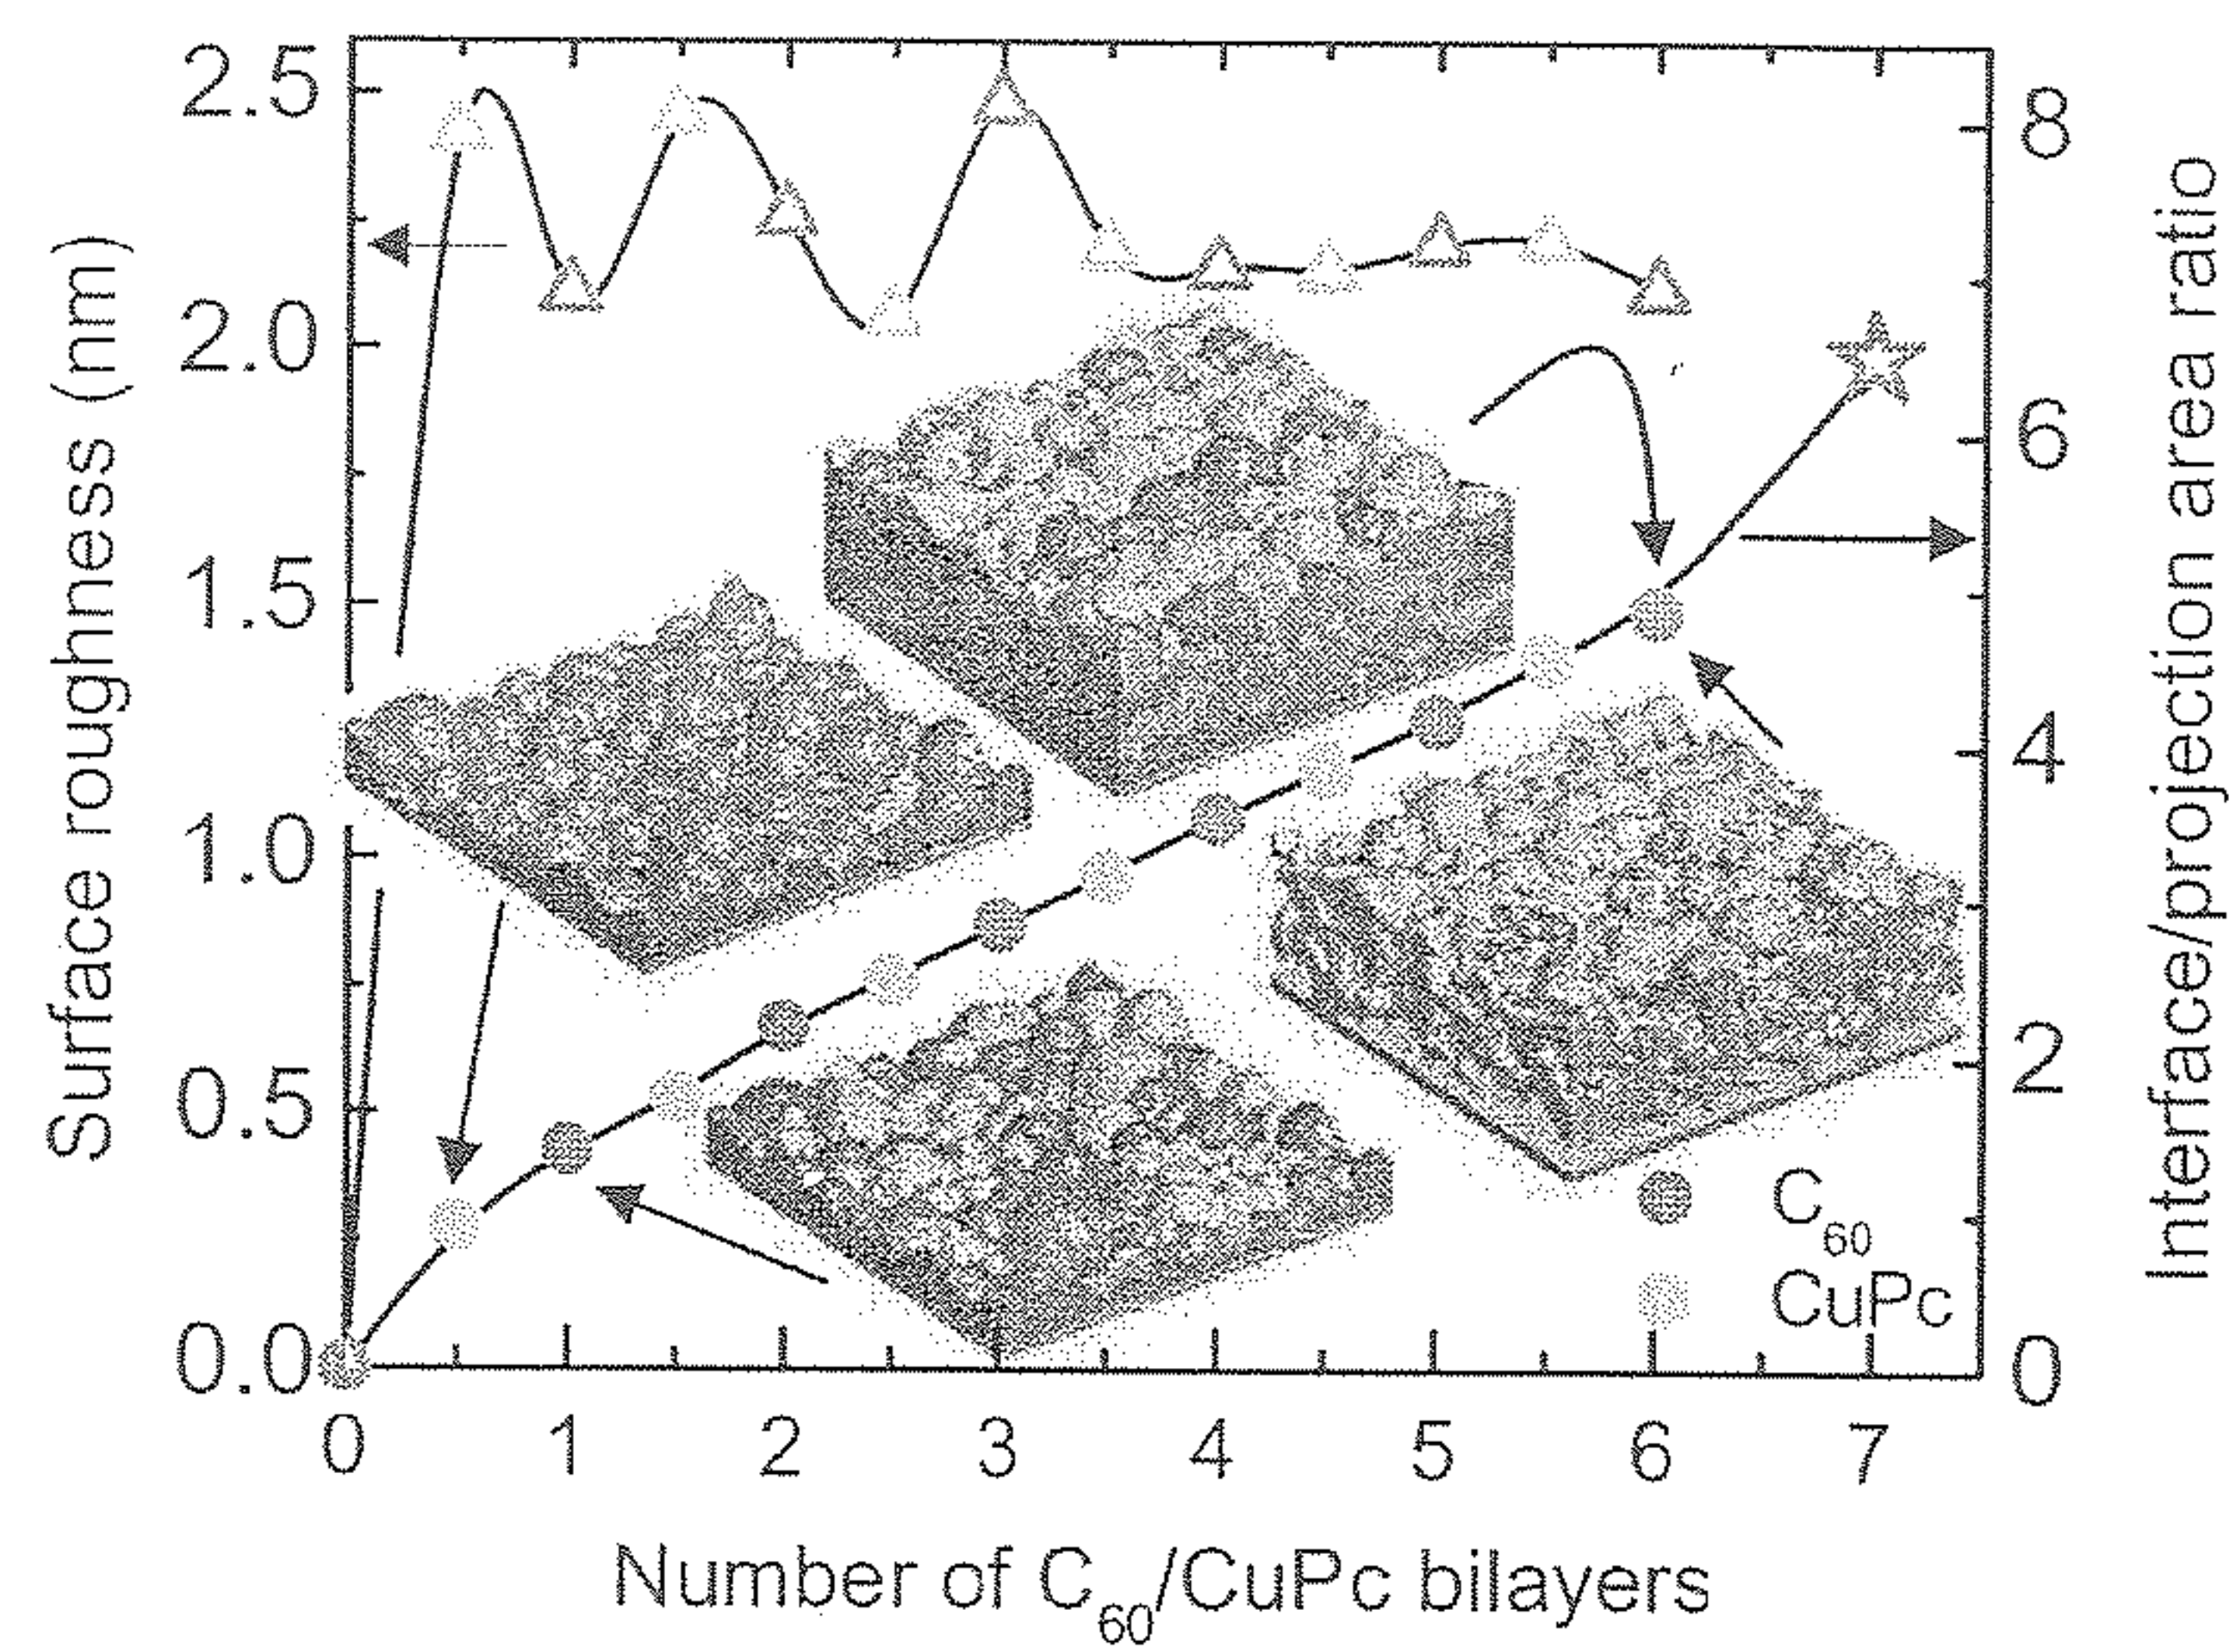 Surface roughness (nm)
2.5
2.0
1.5
1.0
0.5
0.0
0 1 2 3 4 5 6 7
Number of C60/CuPc bilayers
8
6
4
2
0
Interface/projection area ratio
C60
CuPc